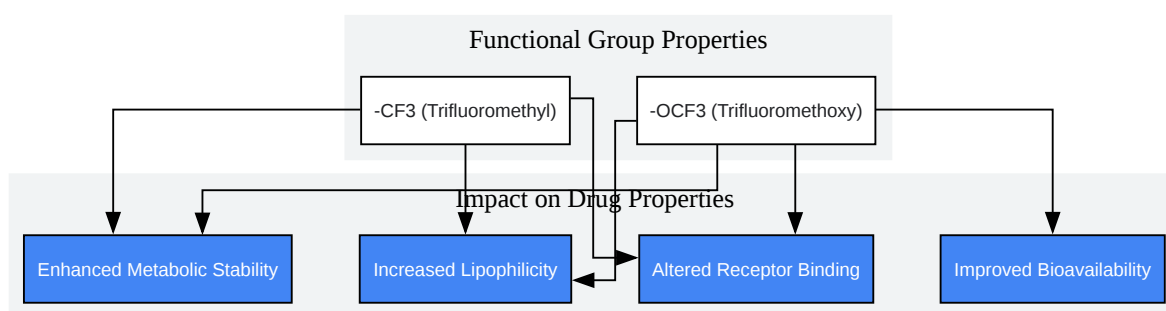 Functional Group Properties
-CF3 (Trifluoromethyl)
-OCF3 (Trifluoromethoxy)
Impact on Drug Properties
Enhanced Metabolic Stability
Increased Lipophilicity
Altered Receptor Binding
Improved Bioavailability